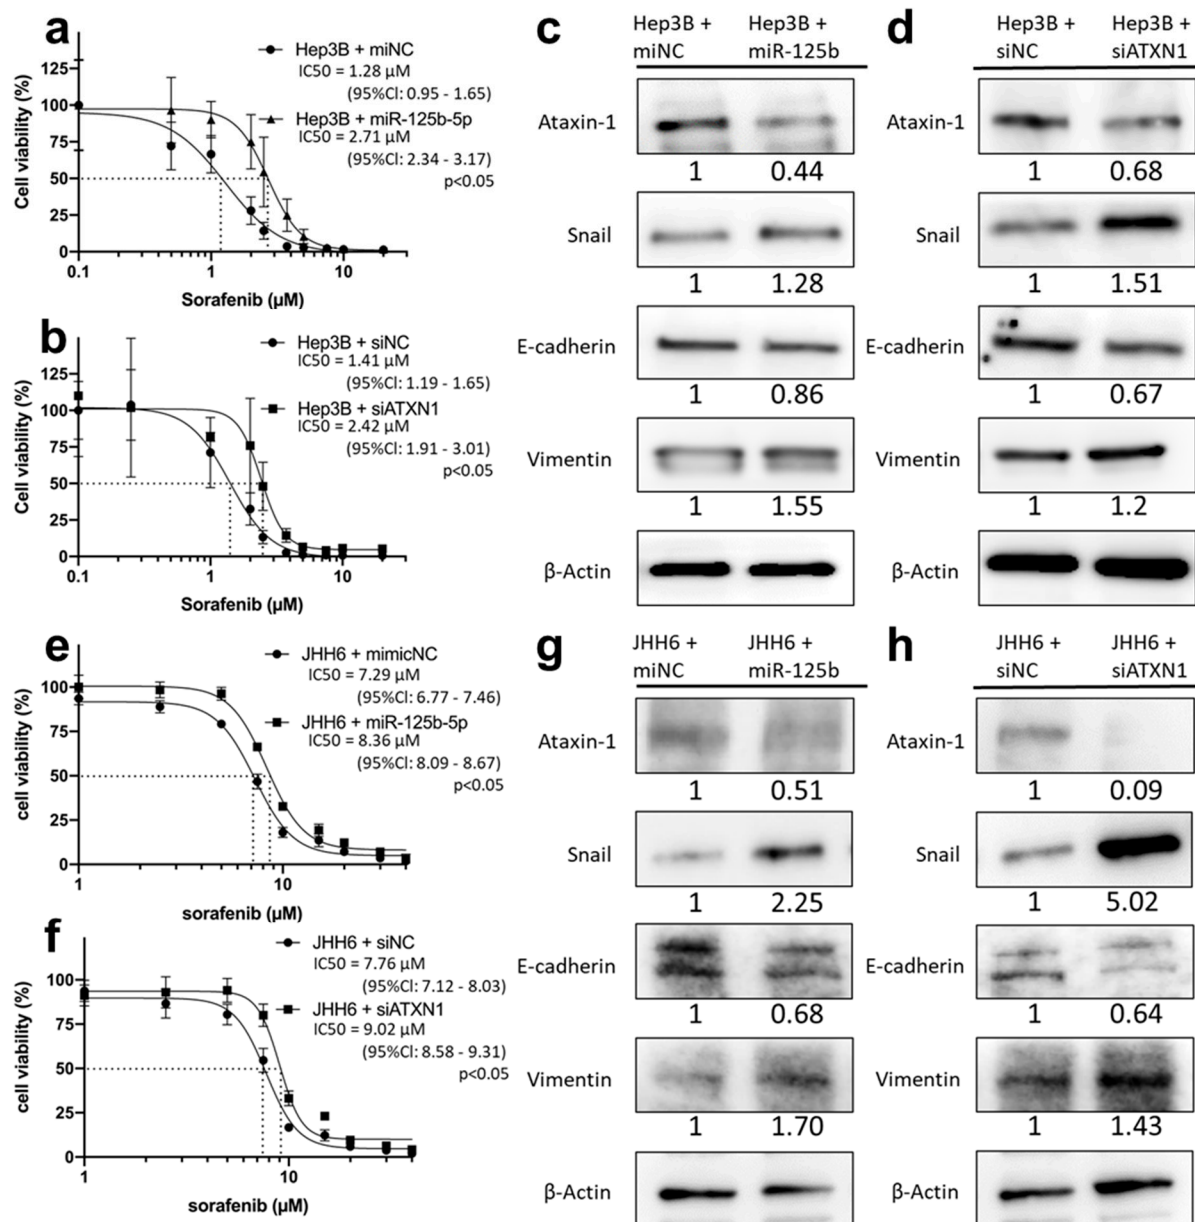 a
Hep3B + miNC
IC50 = 1.28 µM
(95%CI: 0.95 - 1.65)
Hep3B + miR-125b-5p
IC50 = 2.71 µM
(95%CI: 2.34 - 3.17)
p<0.05
Cell viability (%)
125
100
75
50
25
0
0.1
1
10
Sorafenib (µM)
b
Hep3B + siNC
IC50 = 1.41 µM
(95%CI: 1.19 - 1.65)
Hep3B + siATXN1
IC50 = 2.42 µM
(95%CI: 1.91 - 3.01)
p<0.05
Cell viability (%)
125
100
75
50
25
0
0.1
1
10
Sorafenib (µM)
c
Hep3B + miNC
Hep3B + miR-125b
Ataxin-1
1 0.44
Snail
1 1.28
E-cadherin
1 0.86
Vimentin
1 1.55
β-Actin
d
Hep3B + siNC
Hep3B + siATXN1
Ataxin-1
1 0.68
Snail
1 1.51
E-cadherin
1 0.67
Vimentin
1 1.2
β-Actin
e
JHH6 + mimicNC
IC50 = 7.29 µM
(95%CI: 6.77 - 7.46)
JHH6 + miR-125b-5p
IC50 = 8.36 µM
(95%CI: 8.09 - 8.67)
p<0.05
cell viability (%)
100
75
50
25
0
1
10
sorafenib (µM)
f
JHH6 + siNC
IC50 = 7.76 µM
(95%CI: 7.12 - 8.03)
JHH6 + siATXN1
IC50 = 9.02 µM
(95%CI: 8.58 - 9.31)
p<0.05
cell viability (%)
100
75
50
25
0
1
10
sorafenib (µM)
g
JHH6 + miNC
JHH6 + miR-125b
Ataxin-1
1 0.51
Snail
1 2.25
E-cadherin
1 0.68
Vimentin
1 1.70
β-Actin
h
JHH6 + siNC
JHH6 + siATXN1
Ataxin-1
1 0.09
Snail
1 5.02
E-cadherin
1 0.64
Vimentin
1 1.43
β-Actin